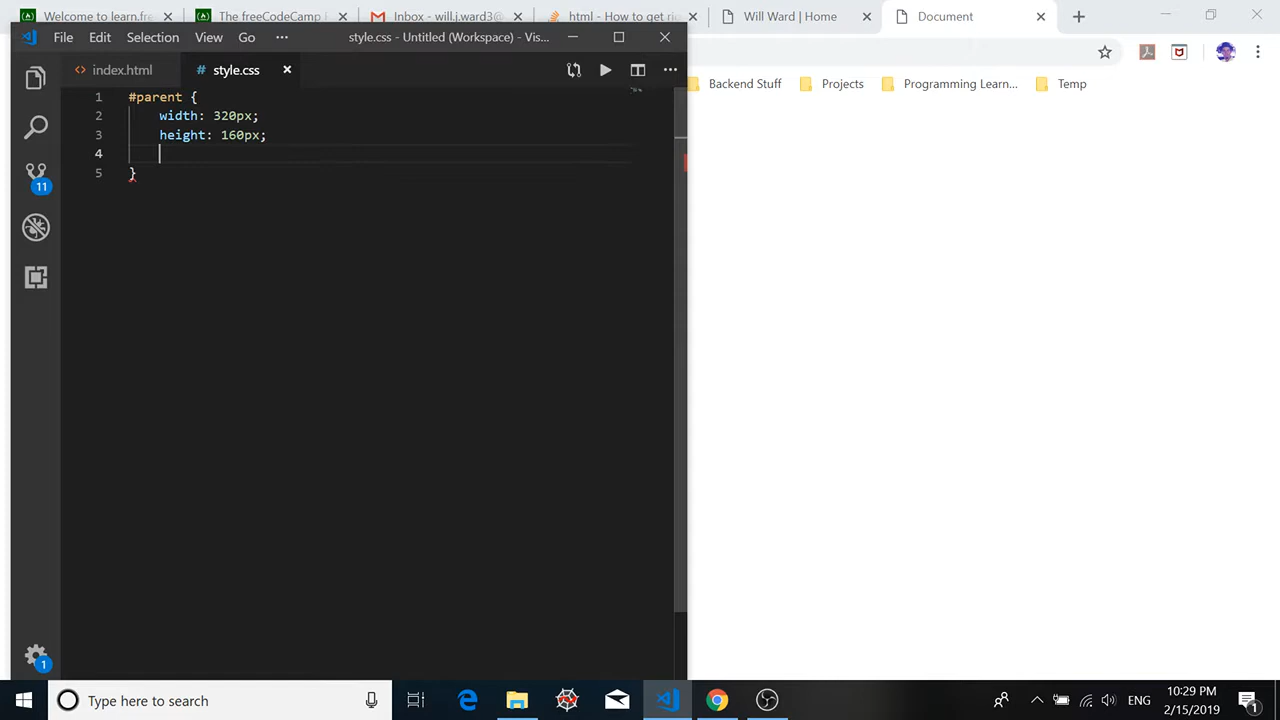 Welcome to learn.fre
The freeCodeCamp
Inbox - will.j.ward3@
html - How to get ri
Will Ward | Home
Document
File Edit Selection View Go ... style.css - Untitled (Workspace) - Vis...
index.html
style.css
Backend Stuff
Projects
Programming Learn...
Temp
1 #parent {
2 width: 320px;
3 height: 160px;
4
5 }
11
1
Type here to search
ENG
10:29 PM
2/15/2019
1